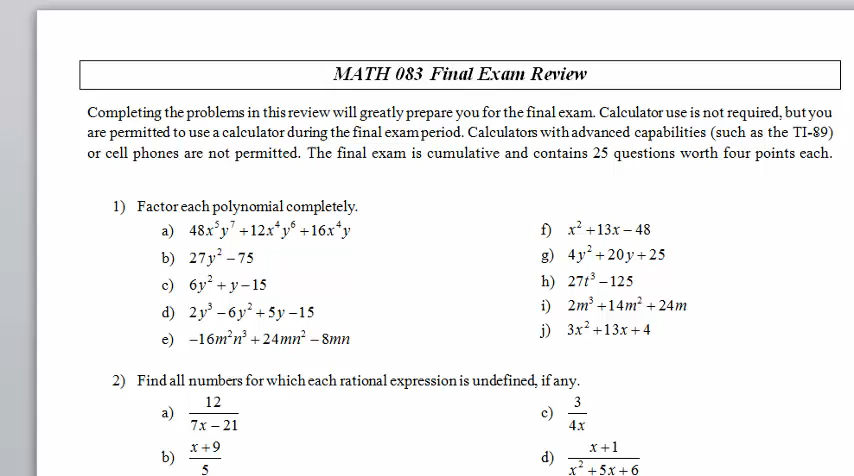 MATH 083 Final Exam Review
Completing the problems in this review will greatly prepare you for the final exam. Calculator use is not required, but you
are permitted to use a calculator during the final exam period. Calculators with advanced capabilities (such as the TI-89)
or cell phones are not permitted. The final exam is cumulative and contains 25 questions worth four points each.
1) Factor each polynomial completely.
a) 48x⁵y⁷ + 12x⁴y⁶ + 16x⁴y
b) 27y² − 75
c) 6y² + y − 15
d) 2y³ − 6y² + 5y − 15
e) −16m²n³ + 24mn² − 8mn
f) x² + 13x − 48
g) 4y² + 20y + 25
h) 27t³ − 125
i) 2m³ + 14m² + 24m
j) 3x² + 13x + 4
2) Find all numbers for which each rational expression is undefined, if any.
a) 12/(7x − 21)
b) (x + 9)/5
c) 3/(4x)
d) (x + 1)/(x² + 5x + 6)